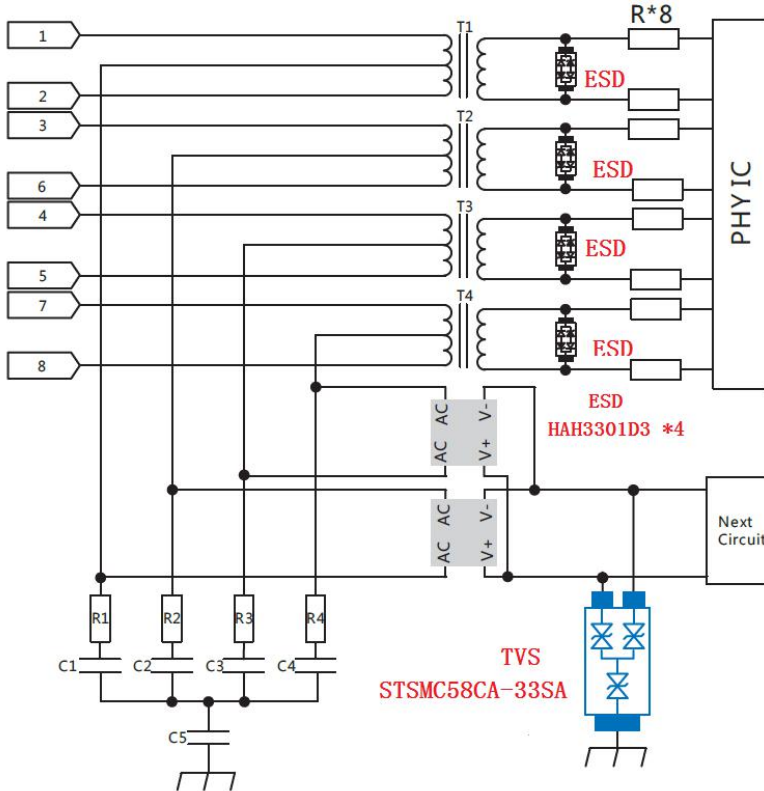 R*8
1
T1
ESD
2
3
T2
ESD
6
4
T3
ESD
5
7
T4
ESD
8
PHY IC
ESD
HAH3301D3 *4
AC
AC
V-
V+
AC
AC
V-
V+
Next
Circuit
R1
R2
R3
R4
C1
C2
C3
C4
TVS
STSMC58CA-33SA
C5